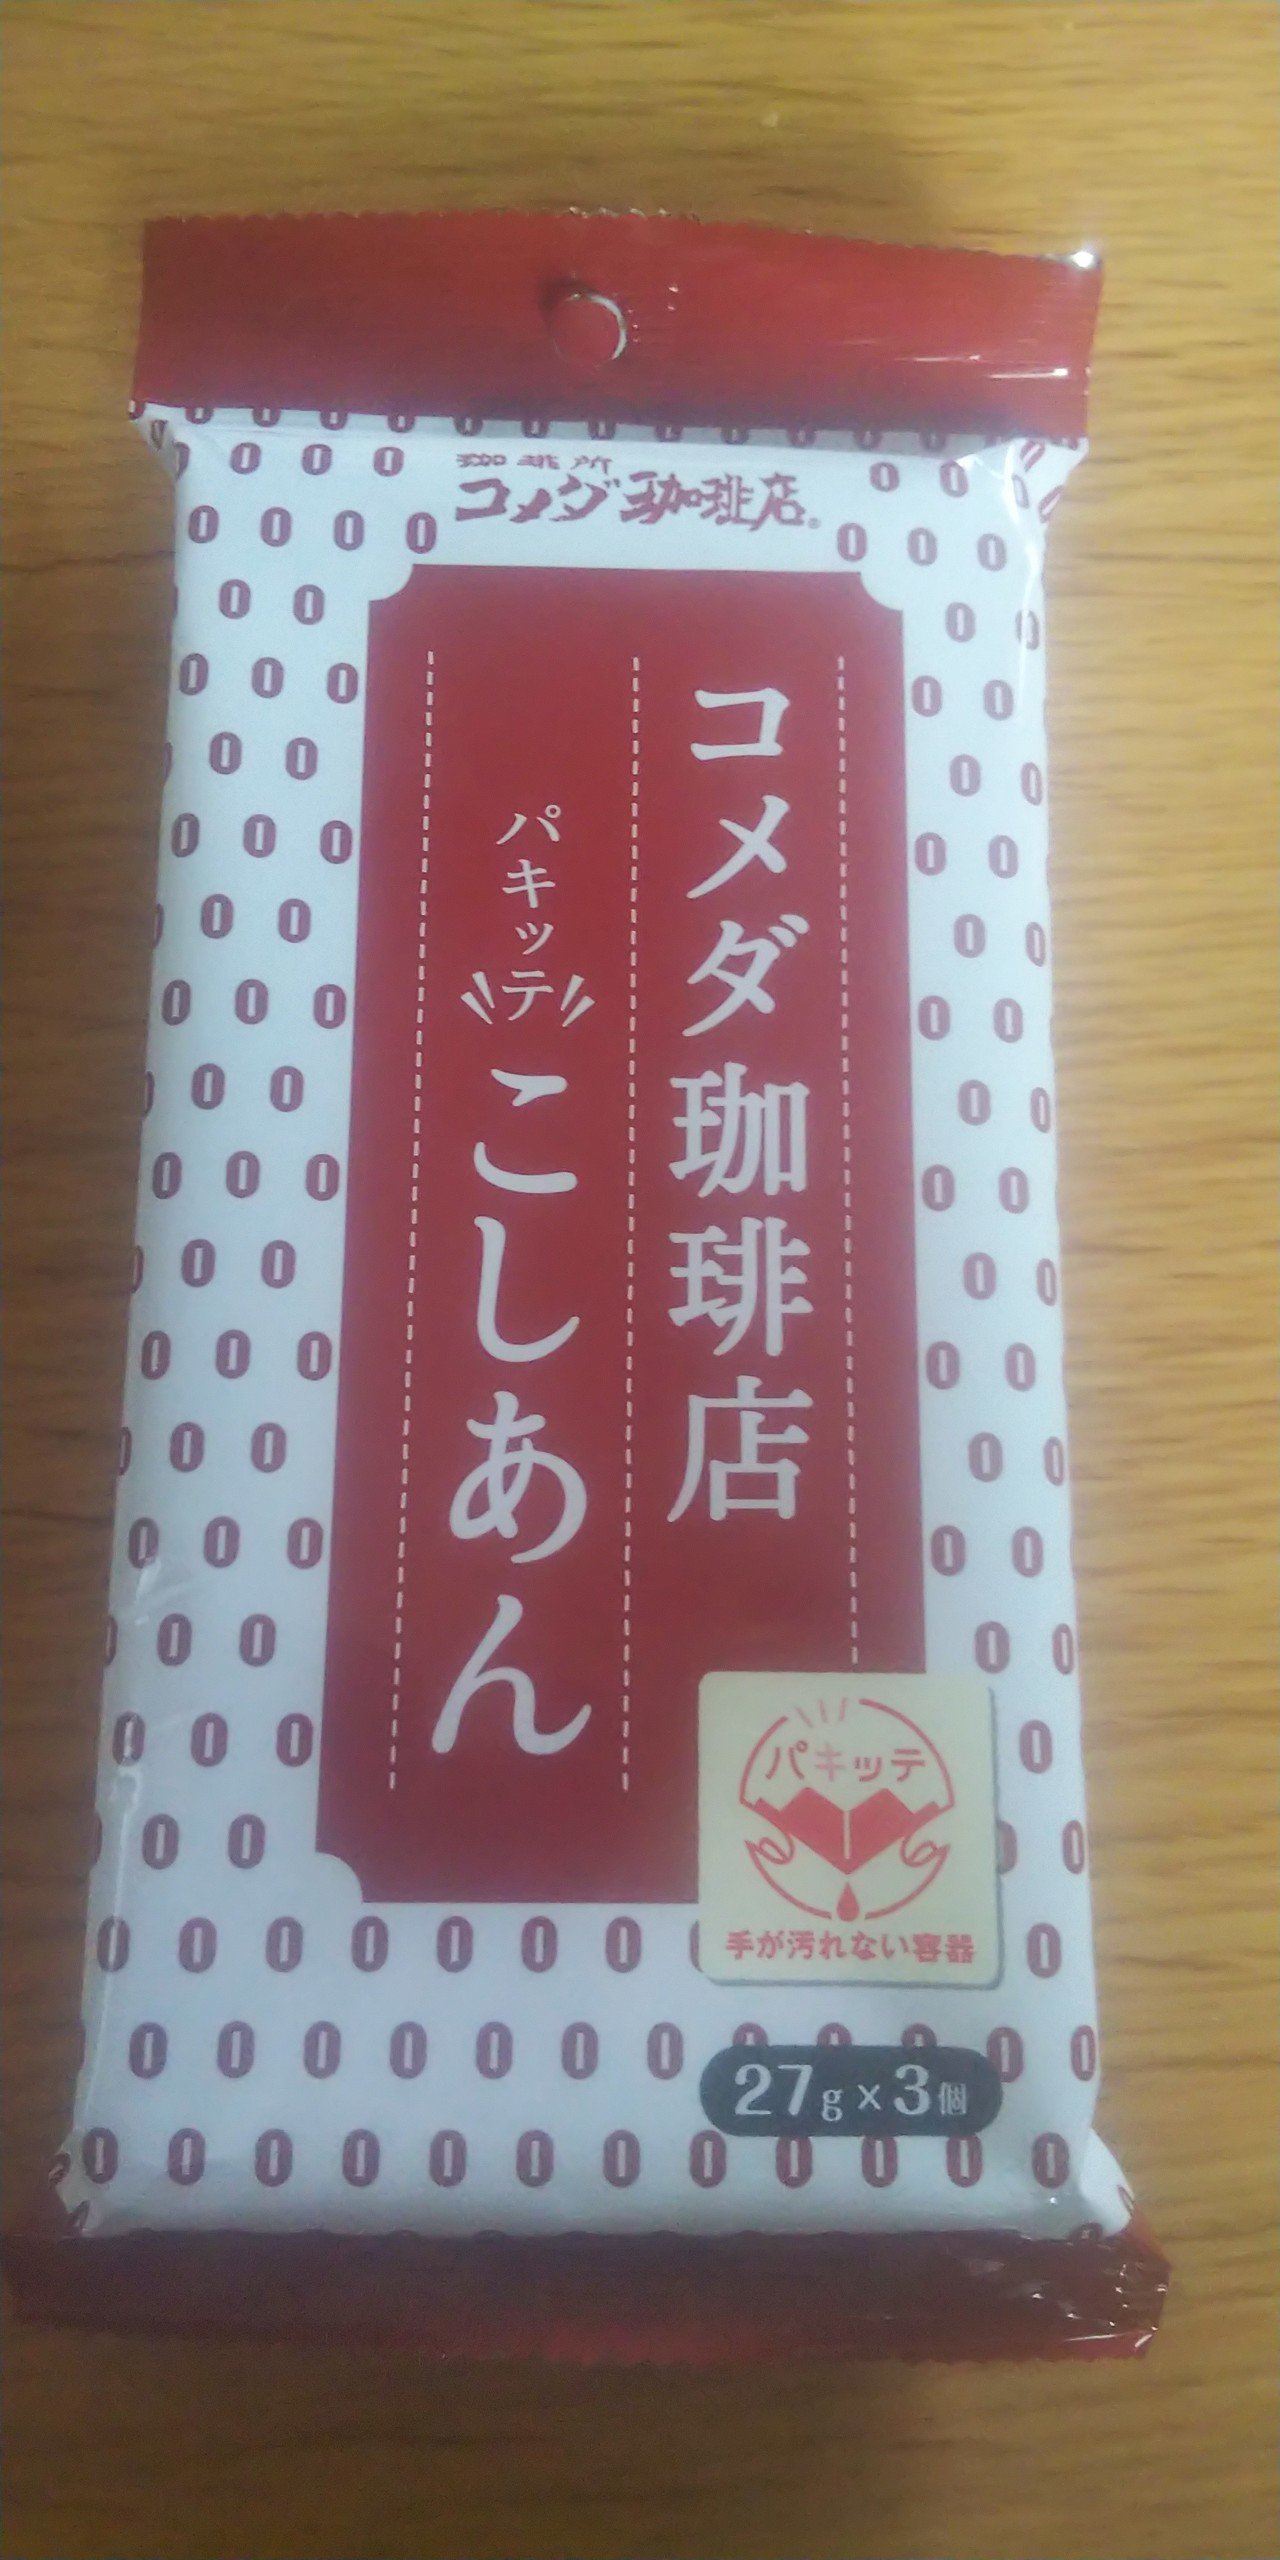 珈琲所
コメダ珈琲店®
コメダ珈琲店
パキッテ
こしあん
パキッテ
手が汚れない容器
27g×3個